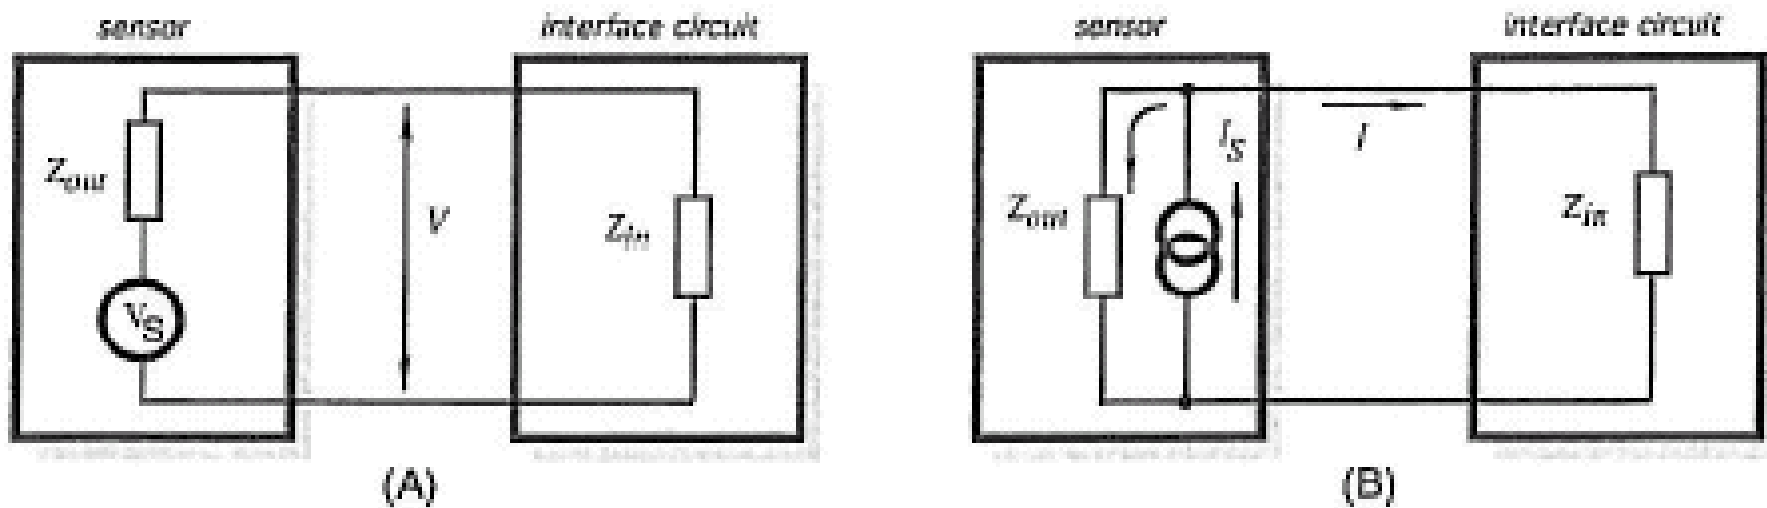 sensor
interface circuit
Zout
VS
V
Zin
(A)
sensor
interface circuit
Zout
IS
I
Zin
(B)